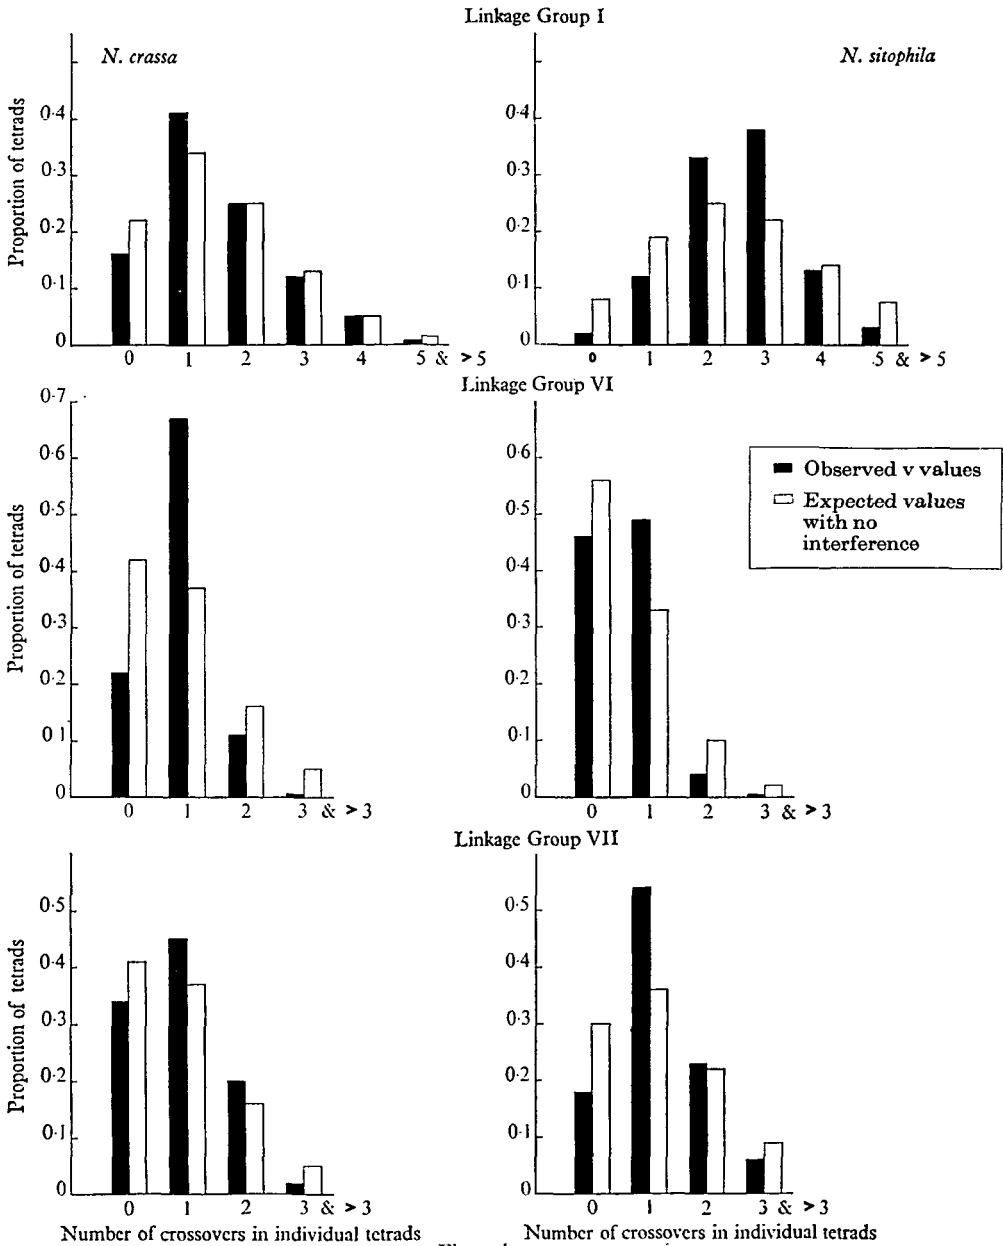 Linkage Group I
N. crassa
N. sitophila
Proportion of tetrads
0·4
0·3
0·2
0·1
0
0 1 2 3 4 5 & > 5
0·4
0·3
0·2
0·1
0
0 1 2 3 4 5 & > 5
Linkage Group VI
Proportion of tetrads
0·7
0·6
0·5
0·4
0·3
0·2
0·1
0
0 1 2 3 & > 3
0·6
0·5
0·4
0·3
0·2
0·1
0
0 1 2 3 & > 3
Observed v values
Expected values
with no
interference
Linkage Group VII
Proportion of tetrads
0·5
0·4
0·3
0·2
0·1
0
0 1 2 3 & > 3
Number of crossovers in individual tetrads
0·5
0·4
0·3
0·2
0·1
0
0 1 2 3 & > 3
Number of crossovers in individual tetrads